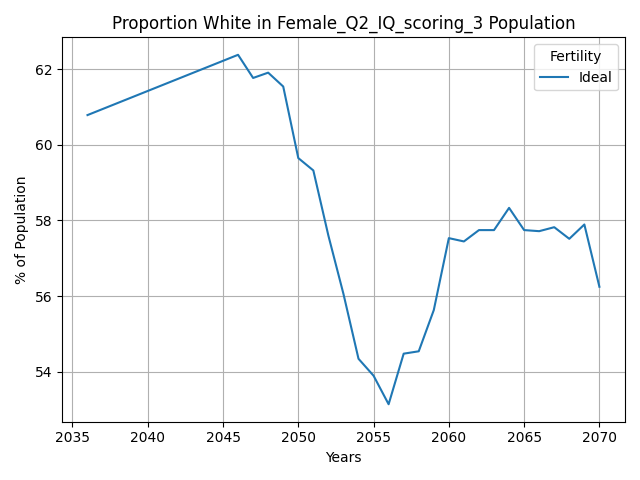 Proportion White in Female_Q2_IQ_scoring_3 Population
Fertility
Ideal
% of Population
62
60
58
56
54
2035 2040 2045 2050 2055 2060 2065 2070
Years